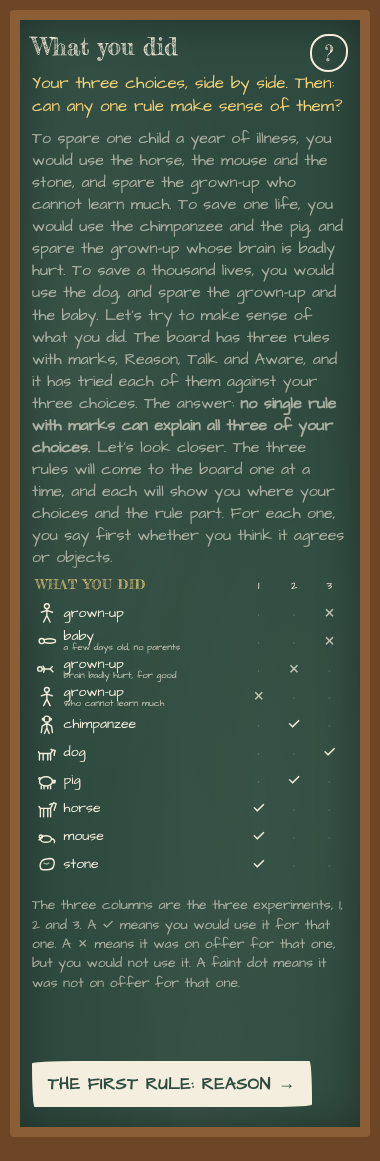 What you did
?
Your three choices, side by side. Then:
can any one rule make sense of them?
To spare one child a year of illness, you
would use the horse, the mouse and the
stone, and spare the grown-up who
cannot learn much. To save one life, you
would use the chimpanzee and the pig, and
spare the grown-up whose brain is badly
hurt. To save a thousand lives, you would
use the dog, and spare the grown-up and
the baby. Let's try to make sense of
what you did. The board has three rules
with marks, Reason, Talk and Aware, and
it has tried each of them against your
three choices. The answer: no single rule
with marks can explain all three of your
choices. Let's look closer. The three
rules will come to the board one at a
time, and each will show you where your
choices and the rule part. For each one,
you say first whether you think it agrees
or objects.
WHAT YOU DID 1 2 3
grown-up · · ×
baby · · ×
a few days old, no parents
grown-up · × ·
brain badly hurt, for good
grown-up × · ·
who cannot learn much
chimpanzee · ✓ ·
dog · · ✓
pig · ✓ ·
horse ✓ · ·
mouse ✓ · ·
stone ✓ · ·
The three columns are the three experiments, 1,
2 and 3. A ✓ means you would use it for that
one. A × means it was on offer for that one,
but you would not use it. A faint dot means it
was not on offer for that one.
THE FIRST RULE: REASON →